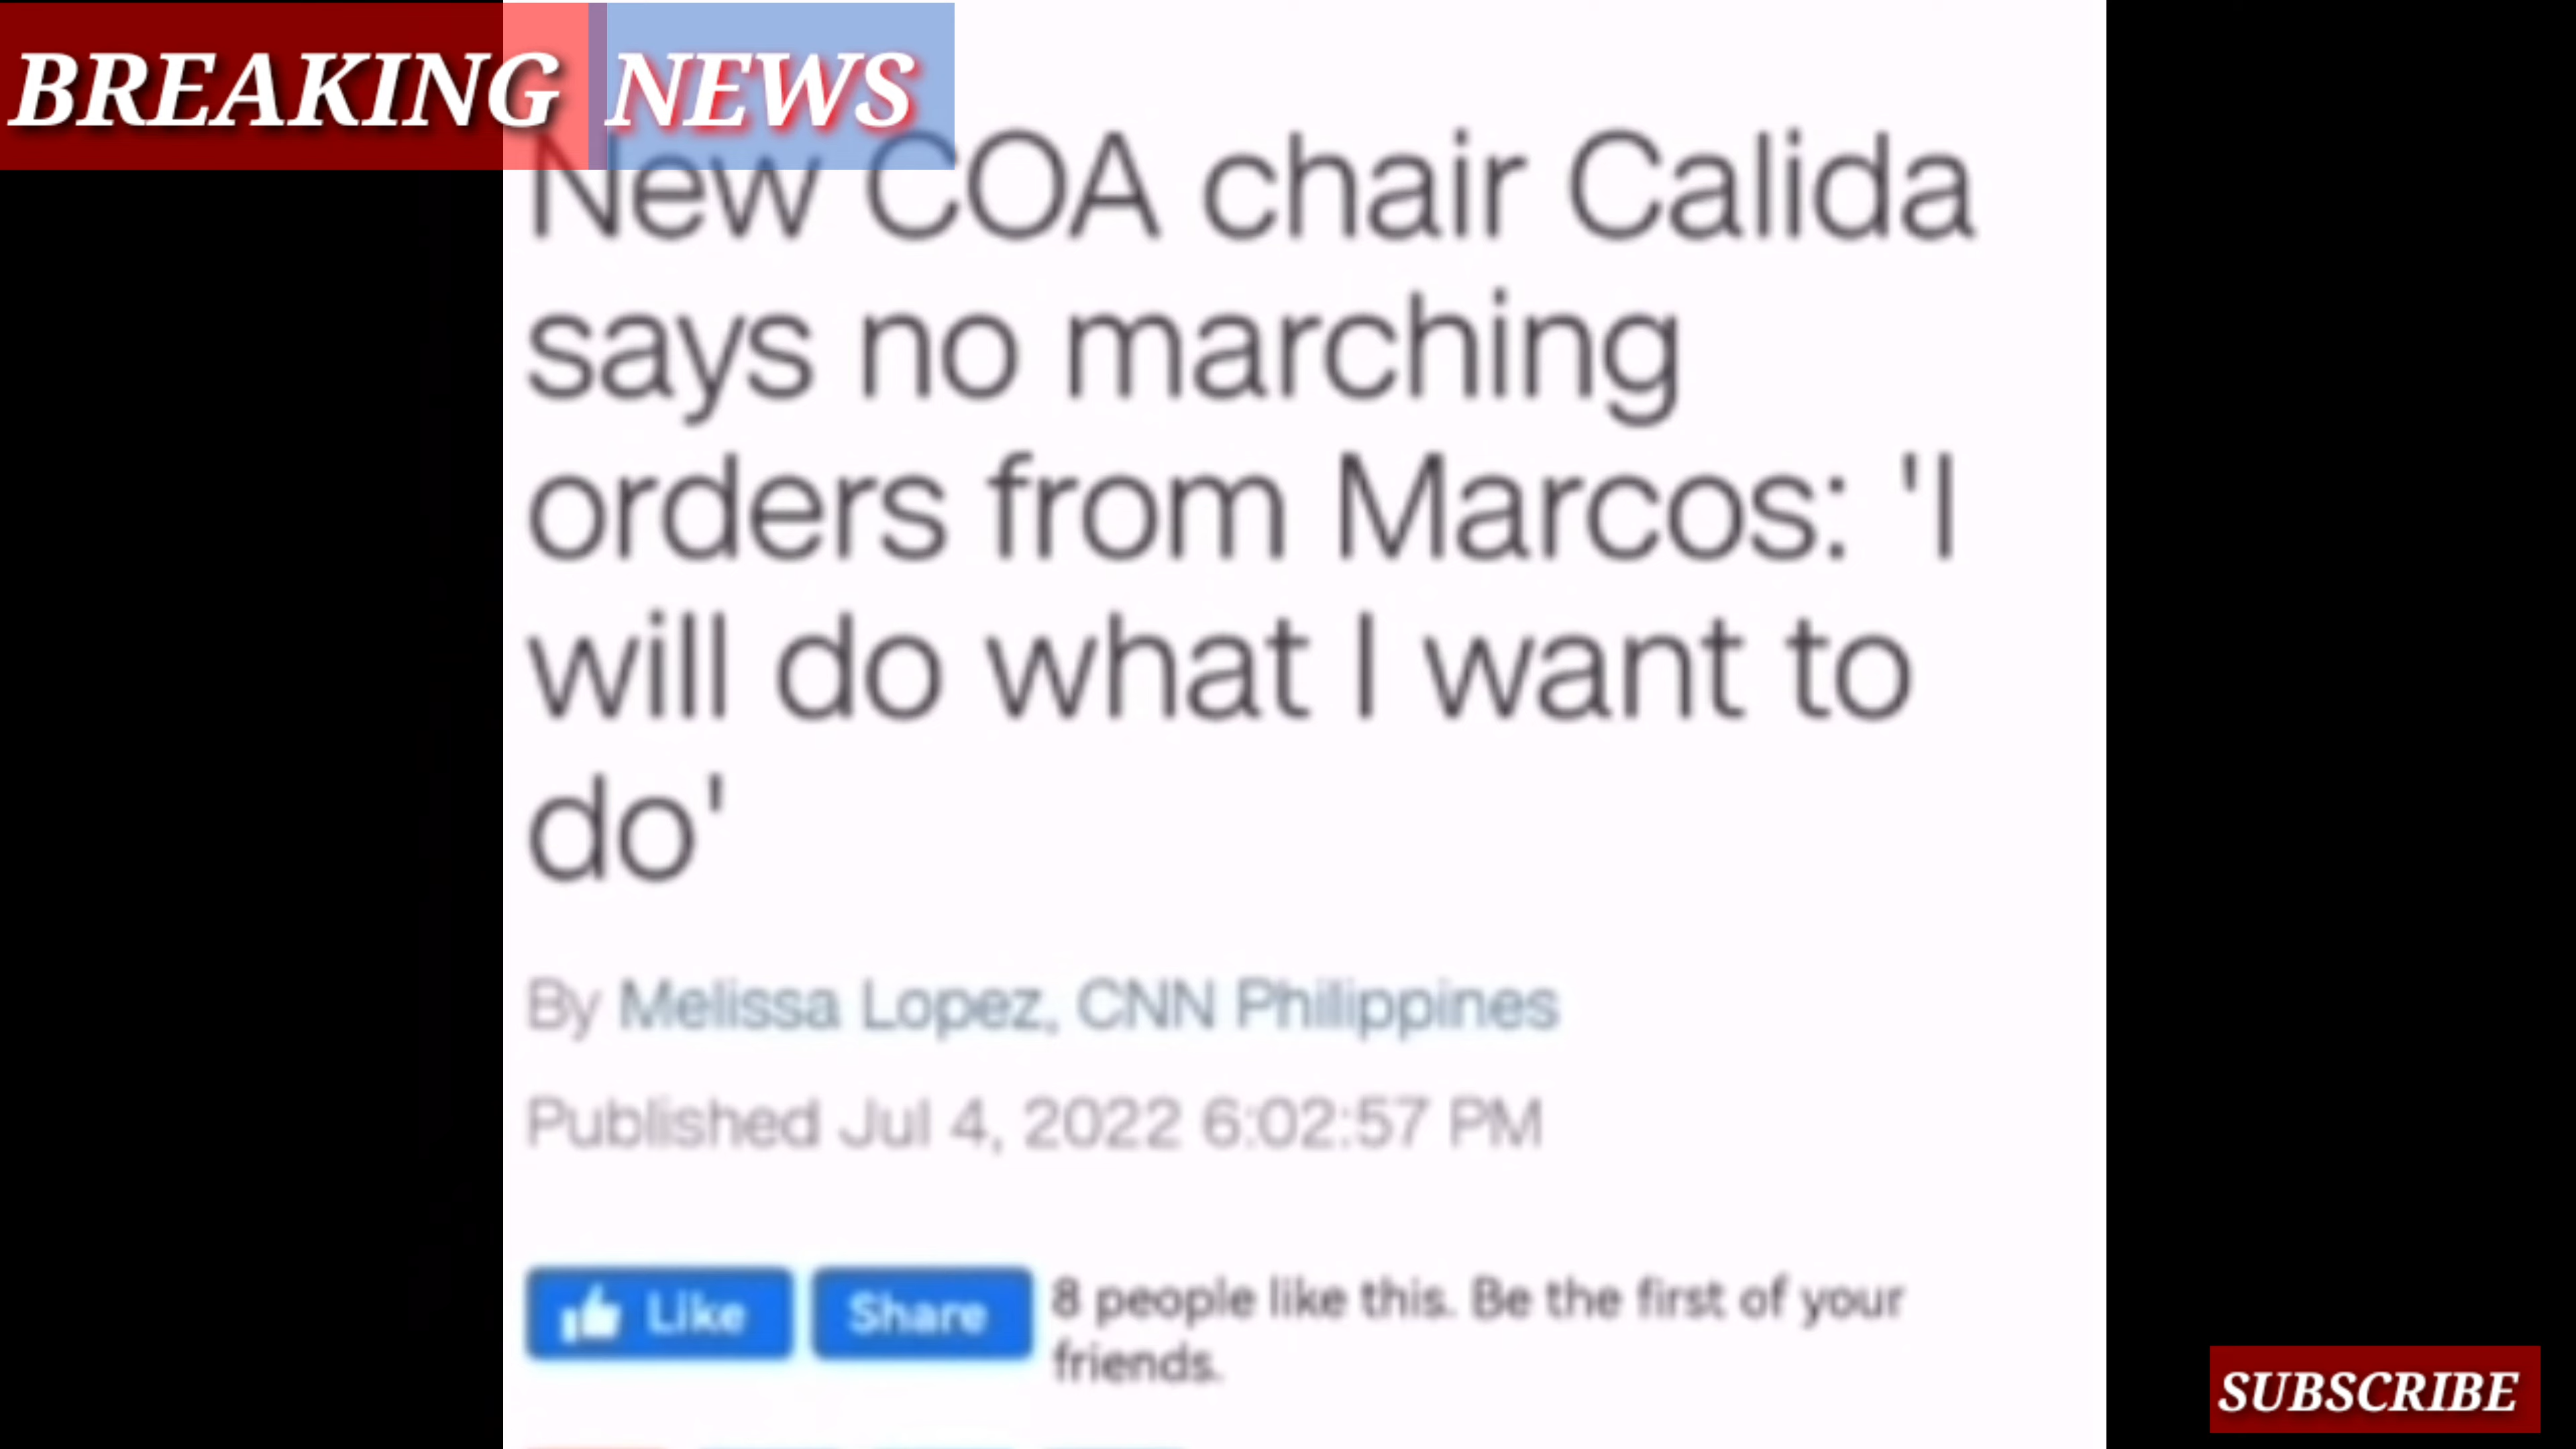 BREAKING NEWS
New COA chair Calida
says no marching
orders from Marcos: 'I
will do what I want to
do'
By Melissa Lopez, CNN Philippines
Published Jul 4, 2022 6:02:57 PM
Like Share 8 people like this. Be the first of your
friends.
SUBSCRIBE